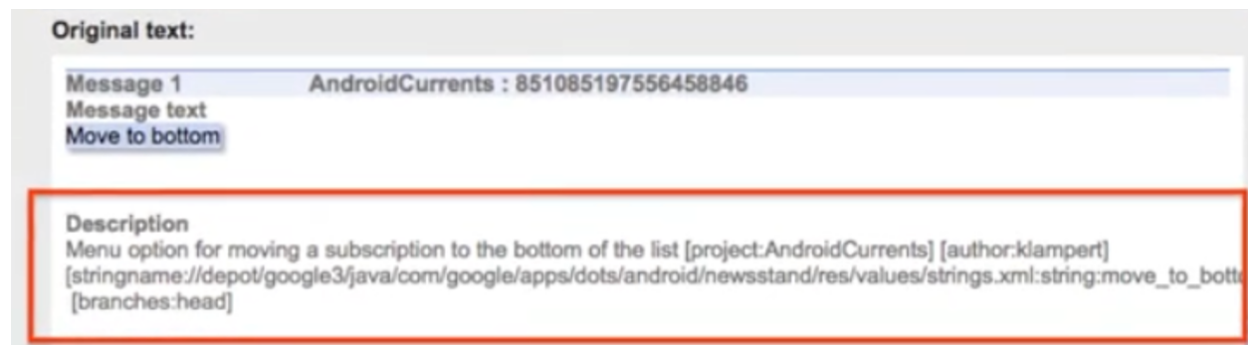 Original text:
Message 1 AndroidCurrents : 851085197556458846
Message text
Move to bottom
Description
Menu option for moving a subscription to the bottom of the list [project:AndroidCurrents] [author:klampert]
[stringname://depot/google3/java/com/google/apps/dots/android/newsstand/res/values/strings.xml:string:move_to_botto
[branches:head]